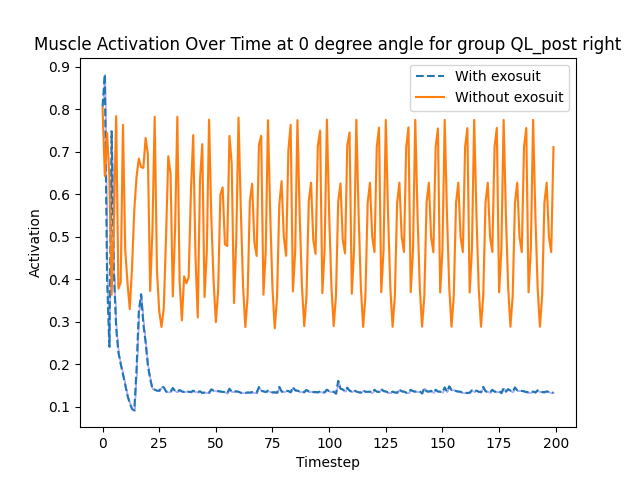 Muscle Activation Over Time at 0 degree angle for group QL_post right
With exosuit
Without exosuit
Activation
0.9
0.8
0.7
0.6
0.5
0.4
0.3
0.2
0.1
0 25 50 75 100 125 150 175 200
Timestep